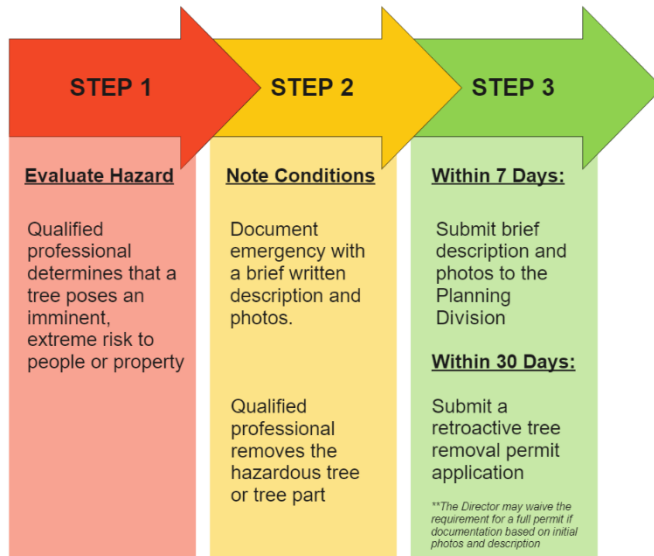 STEP 1
STEP 2
STEP 3
Evaluate Hazard
Qualified
professional
determines that a
tree poses an
imminent,
extreme risk to
people or property
Note Conditions
Document
emergency with
a brief written
description and
photos.
Qualified
professional
removes the
hazardous tree
or tree part
Within 7 Days:
Submit brief
description and
photos to the
Planning
Division
Within 30 Days:
Submit a
retroactive tree
removal permit
application
**The Director may waive the
requirement for a full permit if
documentation based on initial
photos and description